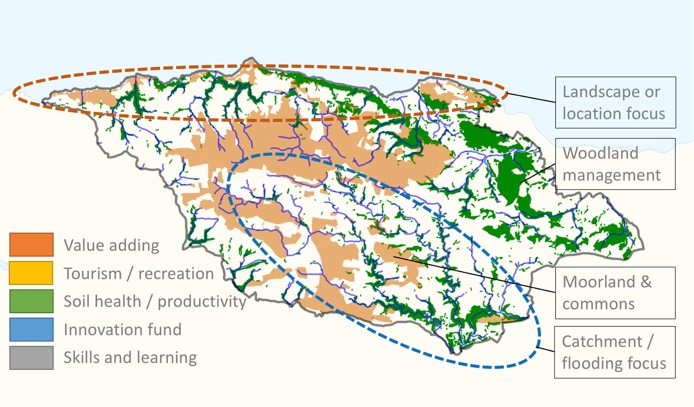 Landscape or
location focus
Woodland
management
Value adding
Tourism / recreation
Soil health / productivity
Innovation fund
Skills and learning
Moorland &
commons
Catchment /
flooding focus